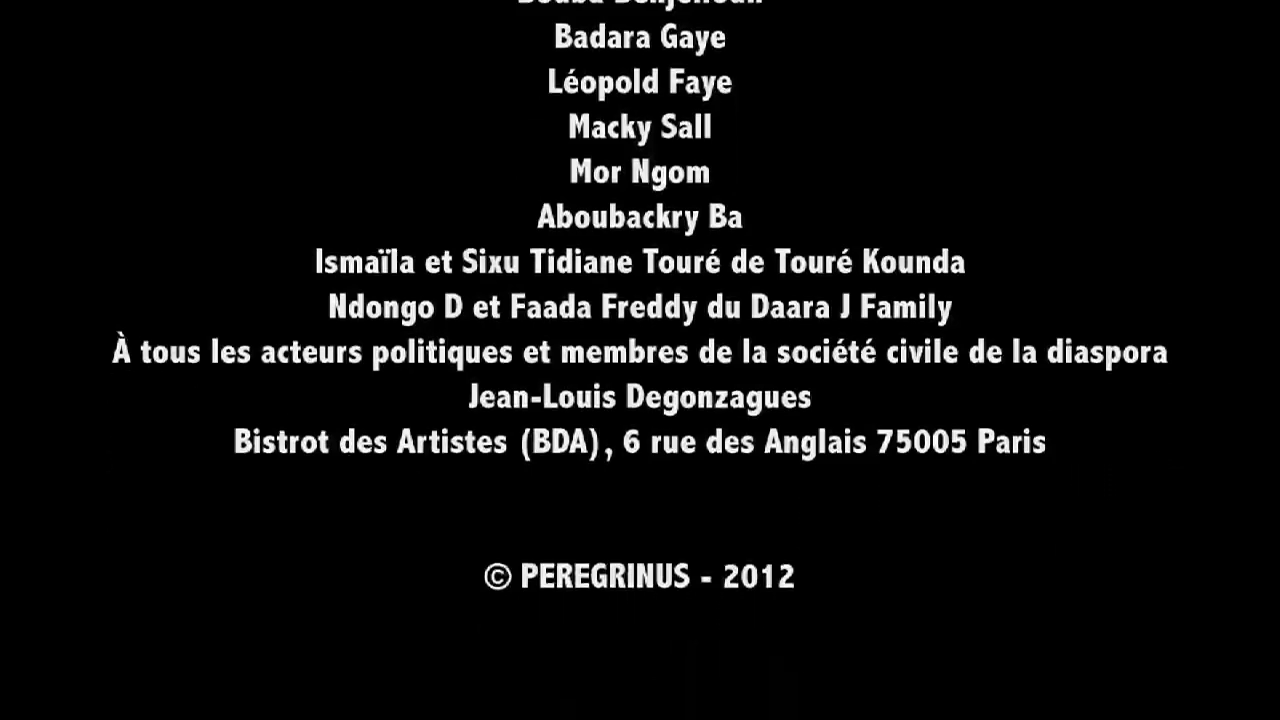 Badara Gaye
Léopold Faye
Macky Sall
Mor Ngom
Aboubackry Ba
Ismaïla et Sixu Tidiane Touré de Touré Kounda
Ndongo D et Faada Freddy du Daara J Family
À tous les acteurs politiques et membres de la société civile de la diaspora
Jean-Louis Degonzagues
Bistrot des Artistes (BDA), 6 rue des Anglais 75005 Paris
© PEREGRINUS - 2012